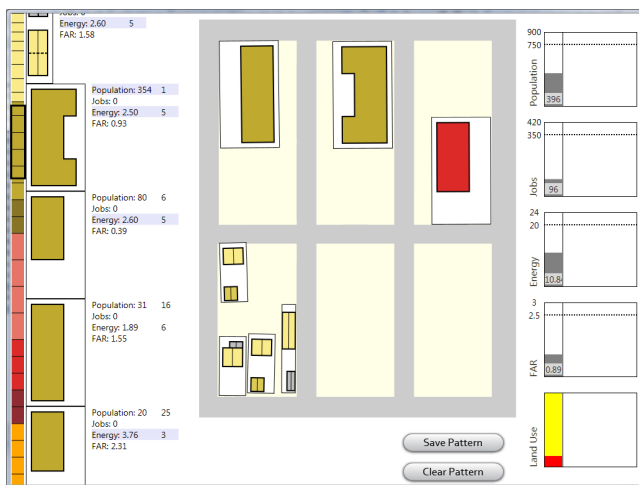 Jobs: 0
Energy: 2.60 5
FAR: 1.58
Population: 354 1
Jobs: 0
Energy: 2.50 5
FAR: 0.93
Population: 80 6
Jobs: 0
Energy: 2.60 5
FAR: 0.39
Population: 31 16
Jobs: 0
Energy: 1.89 6
FAR: 1.55
Population: 20 25
Jobs: 0
Energy: 3.76 3
FAR: 2.31
Save Pattern
Clear Pattern
900
750
Population
396
420
350
Jobs
96
24
20
Energy
10.84
3
2.5
FAR
0.89
Land Use